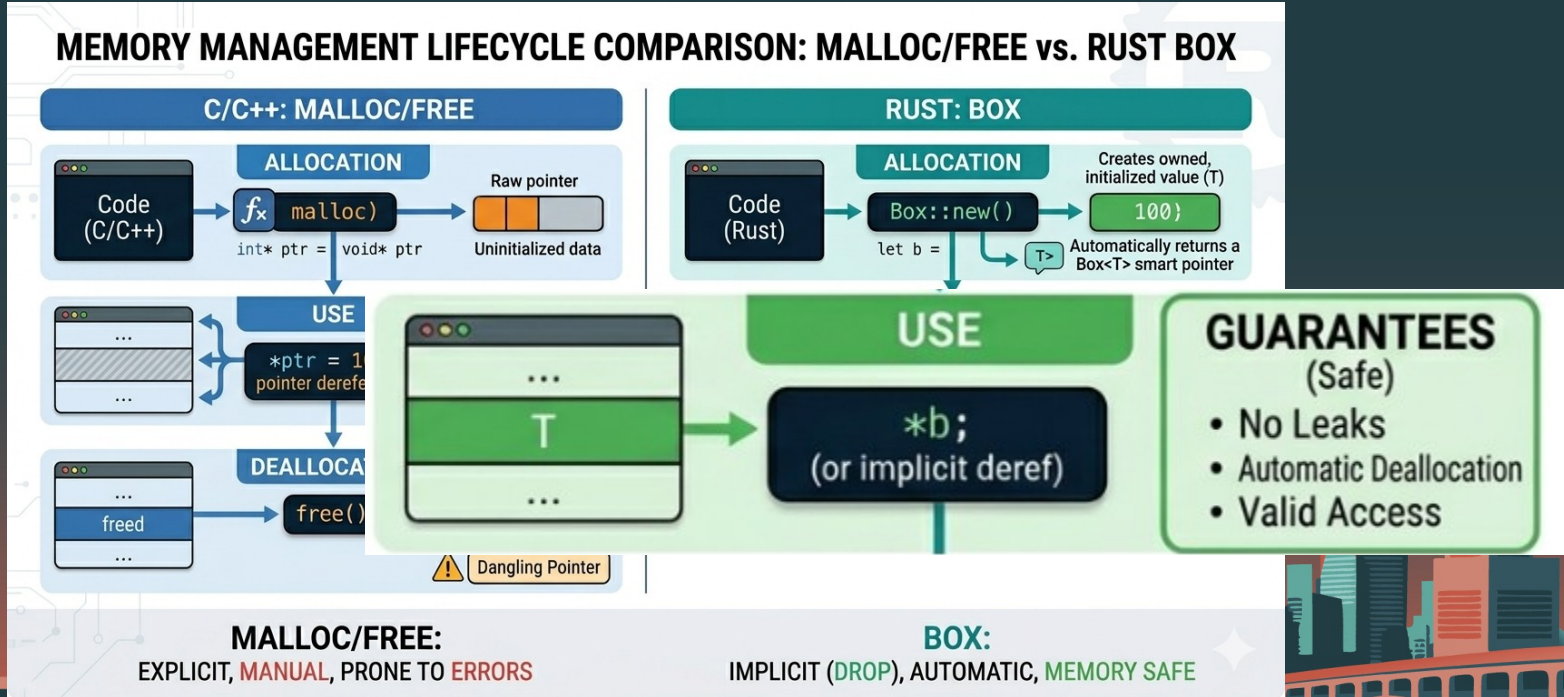 MEMORY MANAGEMENT LIFECYCLE COMPARISON: MALLOC/FREE vs. RUST BOX
C/C++: MALLOC/FREE
ALLOCATION
Code
(C/C++)
fx
malloc)
int* ptr = void* ptr
Raw pointer
Uninitialized data
USE
...
...
*ptr = 1
pointer
DEALLOCA
...
freed
...
free()
Dangling Pointer
RUST: BOX
ALLOCATION
Code
(Rust)
Box::new()
let b =
Creates owned,
initialized value (T)
100}
T>
Automatically returns a
Box<T> smart pointer
USE
...
T
...
*b;
(or implicit deref)
GUARANTEES
(Safe)
• No Leaks
• Automatic Deallocation
• Valid Access
MALLOC/FREE:
EXPLICIT, MANUAL, PRONE TO ERRORS
BOX:
IMPLICIT (DROP), AUTOMATIC, MEMORY SAFE